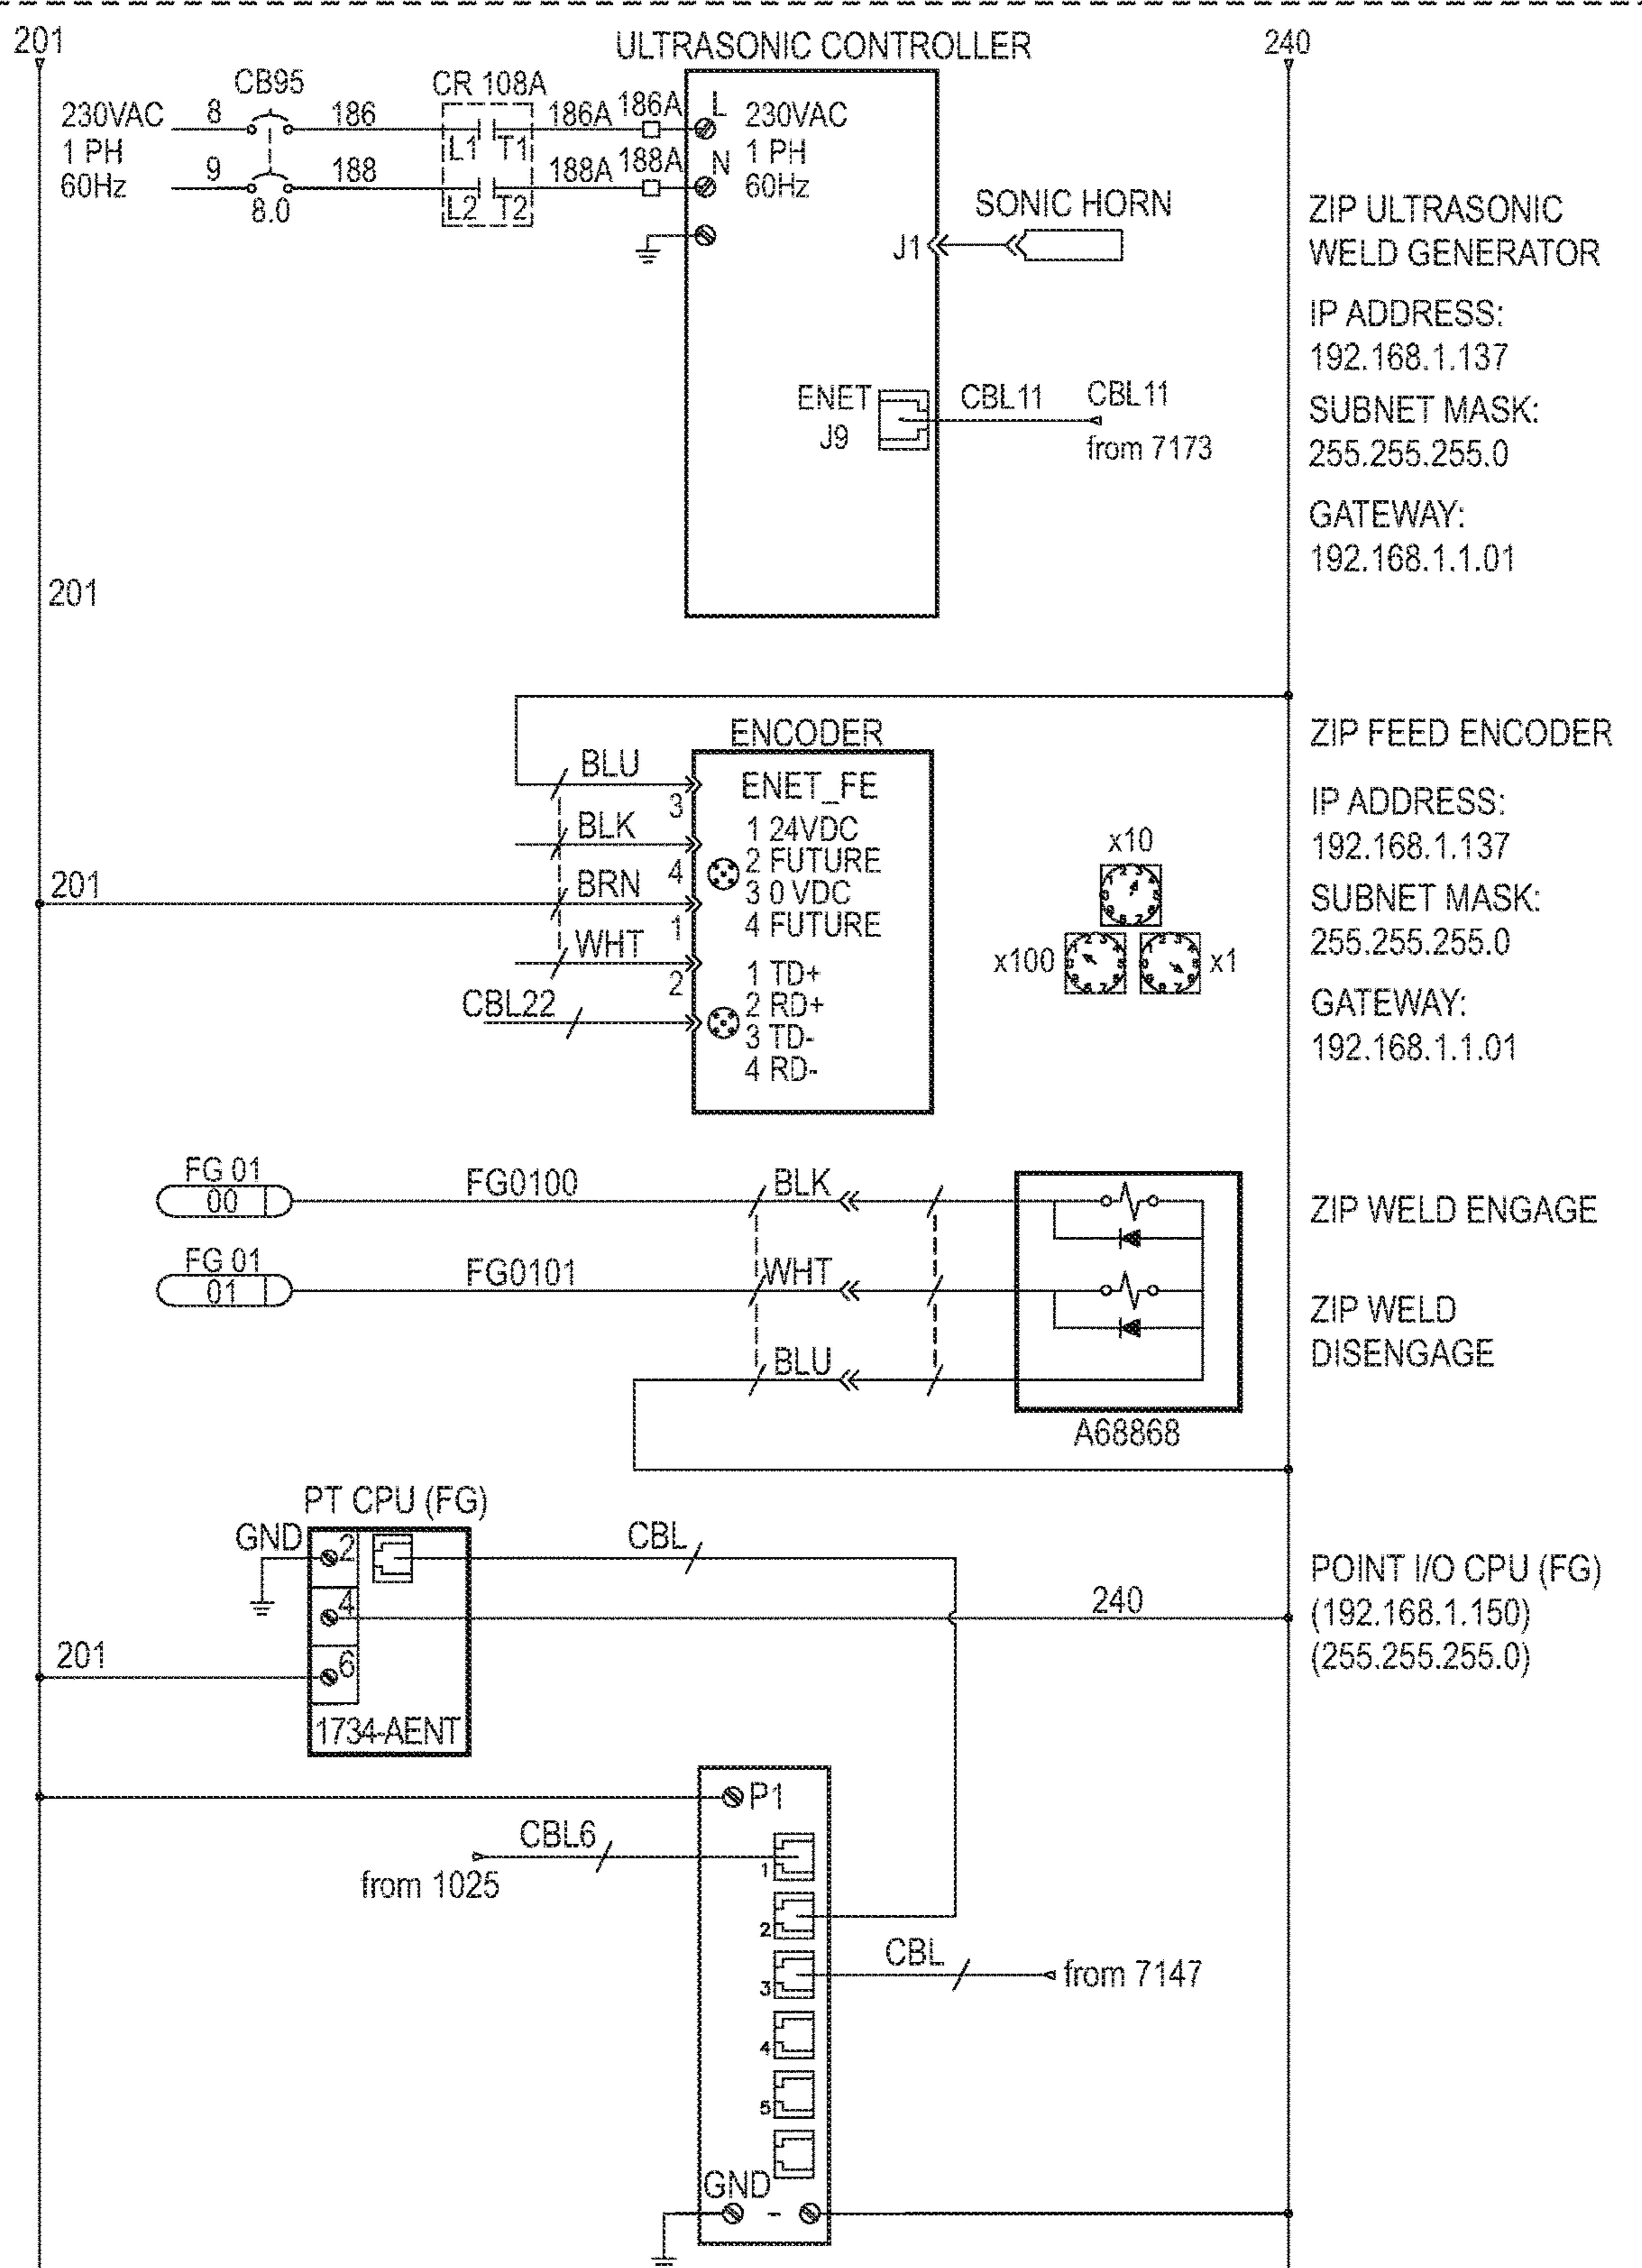 201
ULTRASONIC CONTROLLER
240
CB95
CR 108A
230VAC
1 PH
60Hz
8
186
186A
186A
L
9
188
188A
188A
N
L1 T1
L2 T2
8.0
230VAC
1 PH
60Hz
SONIC HORN
J1
ENET
J9
CBL11
CBL11
from 7173
ZIP ULTRASONIC
WELD GENERATOR
IP ADDRESS:
192.168.1.137
SUBNET MASK:
255.255.255.0
GATEWAY:
192.168.1.1.01
201
ENCODER
BLU
3
BLK
4
201
BRN
1
WHT
2
CBL22
ENET_FE
1 24VDC
2 FUTURE
3 0 VDC
4 FUTURE
1 TD+
2 RD+
3 TD-
4 RD-
x10
x100
x1
ZIP FEED ENCODER
IP ADDRESS:
192.168.1.137
SUBNET MASK:
255.255.255.0
GATEWAY:
192.168.1.1.01
FG 01
00
FG0100
BLK
ZIP WELD ENGAGE
FG 01
01
FG0101
WHT
ZIP WELD
DISENGAGE
BLU
A68868
PT CPU (FG)
GND
2
CBL
4
240
201
6
1734-AENT
POINT I/O CPU (FG)
(192.168.1.150)
(255.255.255.0)
P1
CBL6
from 1025
1
2
CBL
from 7147
3
4
5
GND
-